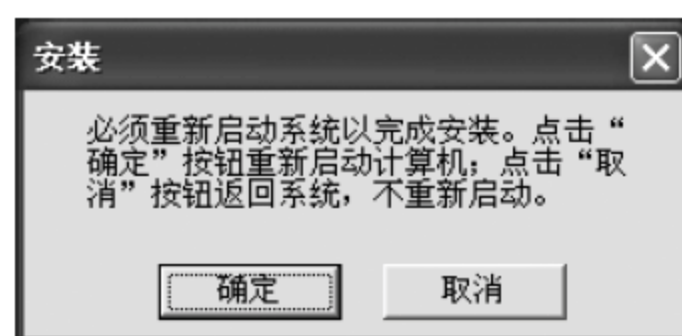 安装
必须重新启动系统以完成安装。点击“
确定”按钮重新启动计算机；点击“取
消”按钮返回系统，不重新启动。
确定
取消